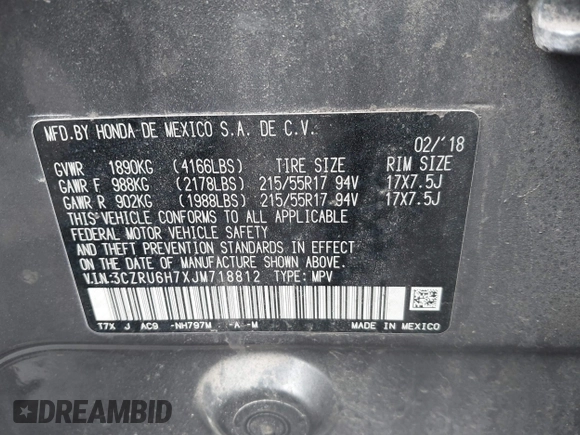 MFD.BY HONDA DE MEXICO S.A. DE C.V.
02/'18
GVWR 1890KG (4166LBS) TIRE SIZE RIM SIZE
GAWR F 988KG (2178LBS) 215/55R17 94V 17X7.5J
GAWR R 902KG (1988LBS) 215/55R17 94V 17X7.5J
THIS VEHICLE CONFORMS TO ALL APPLICABLE
FEDERAL MOTOR VEHICLE SAFETY
AND THEFT PREVENTION STANDARDS IN EFFECT
ON THE DATE OF MANUFACTURE SHOWN ABOVE.
V.I.N.:3CZRU6H7XJM718812 TYPE: MPV
T7X J AC9 -NH797M -A -M
MADE IN MEXICO
DREAMBID